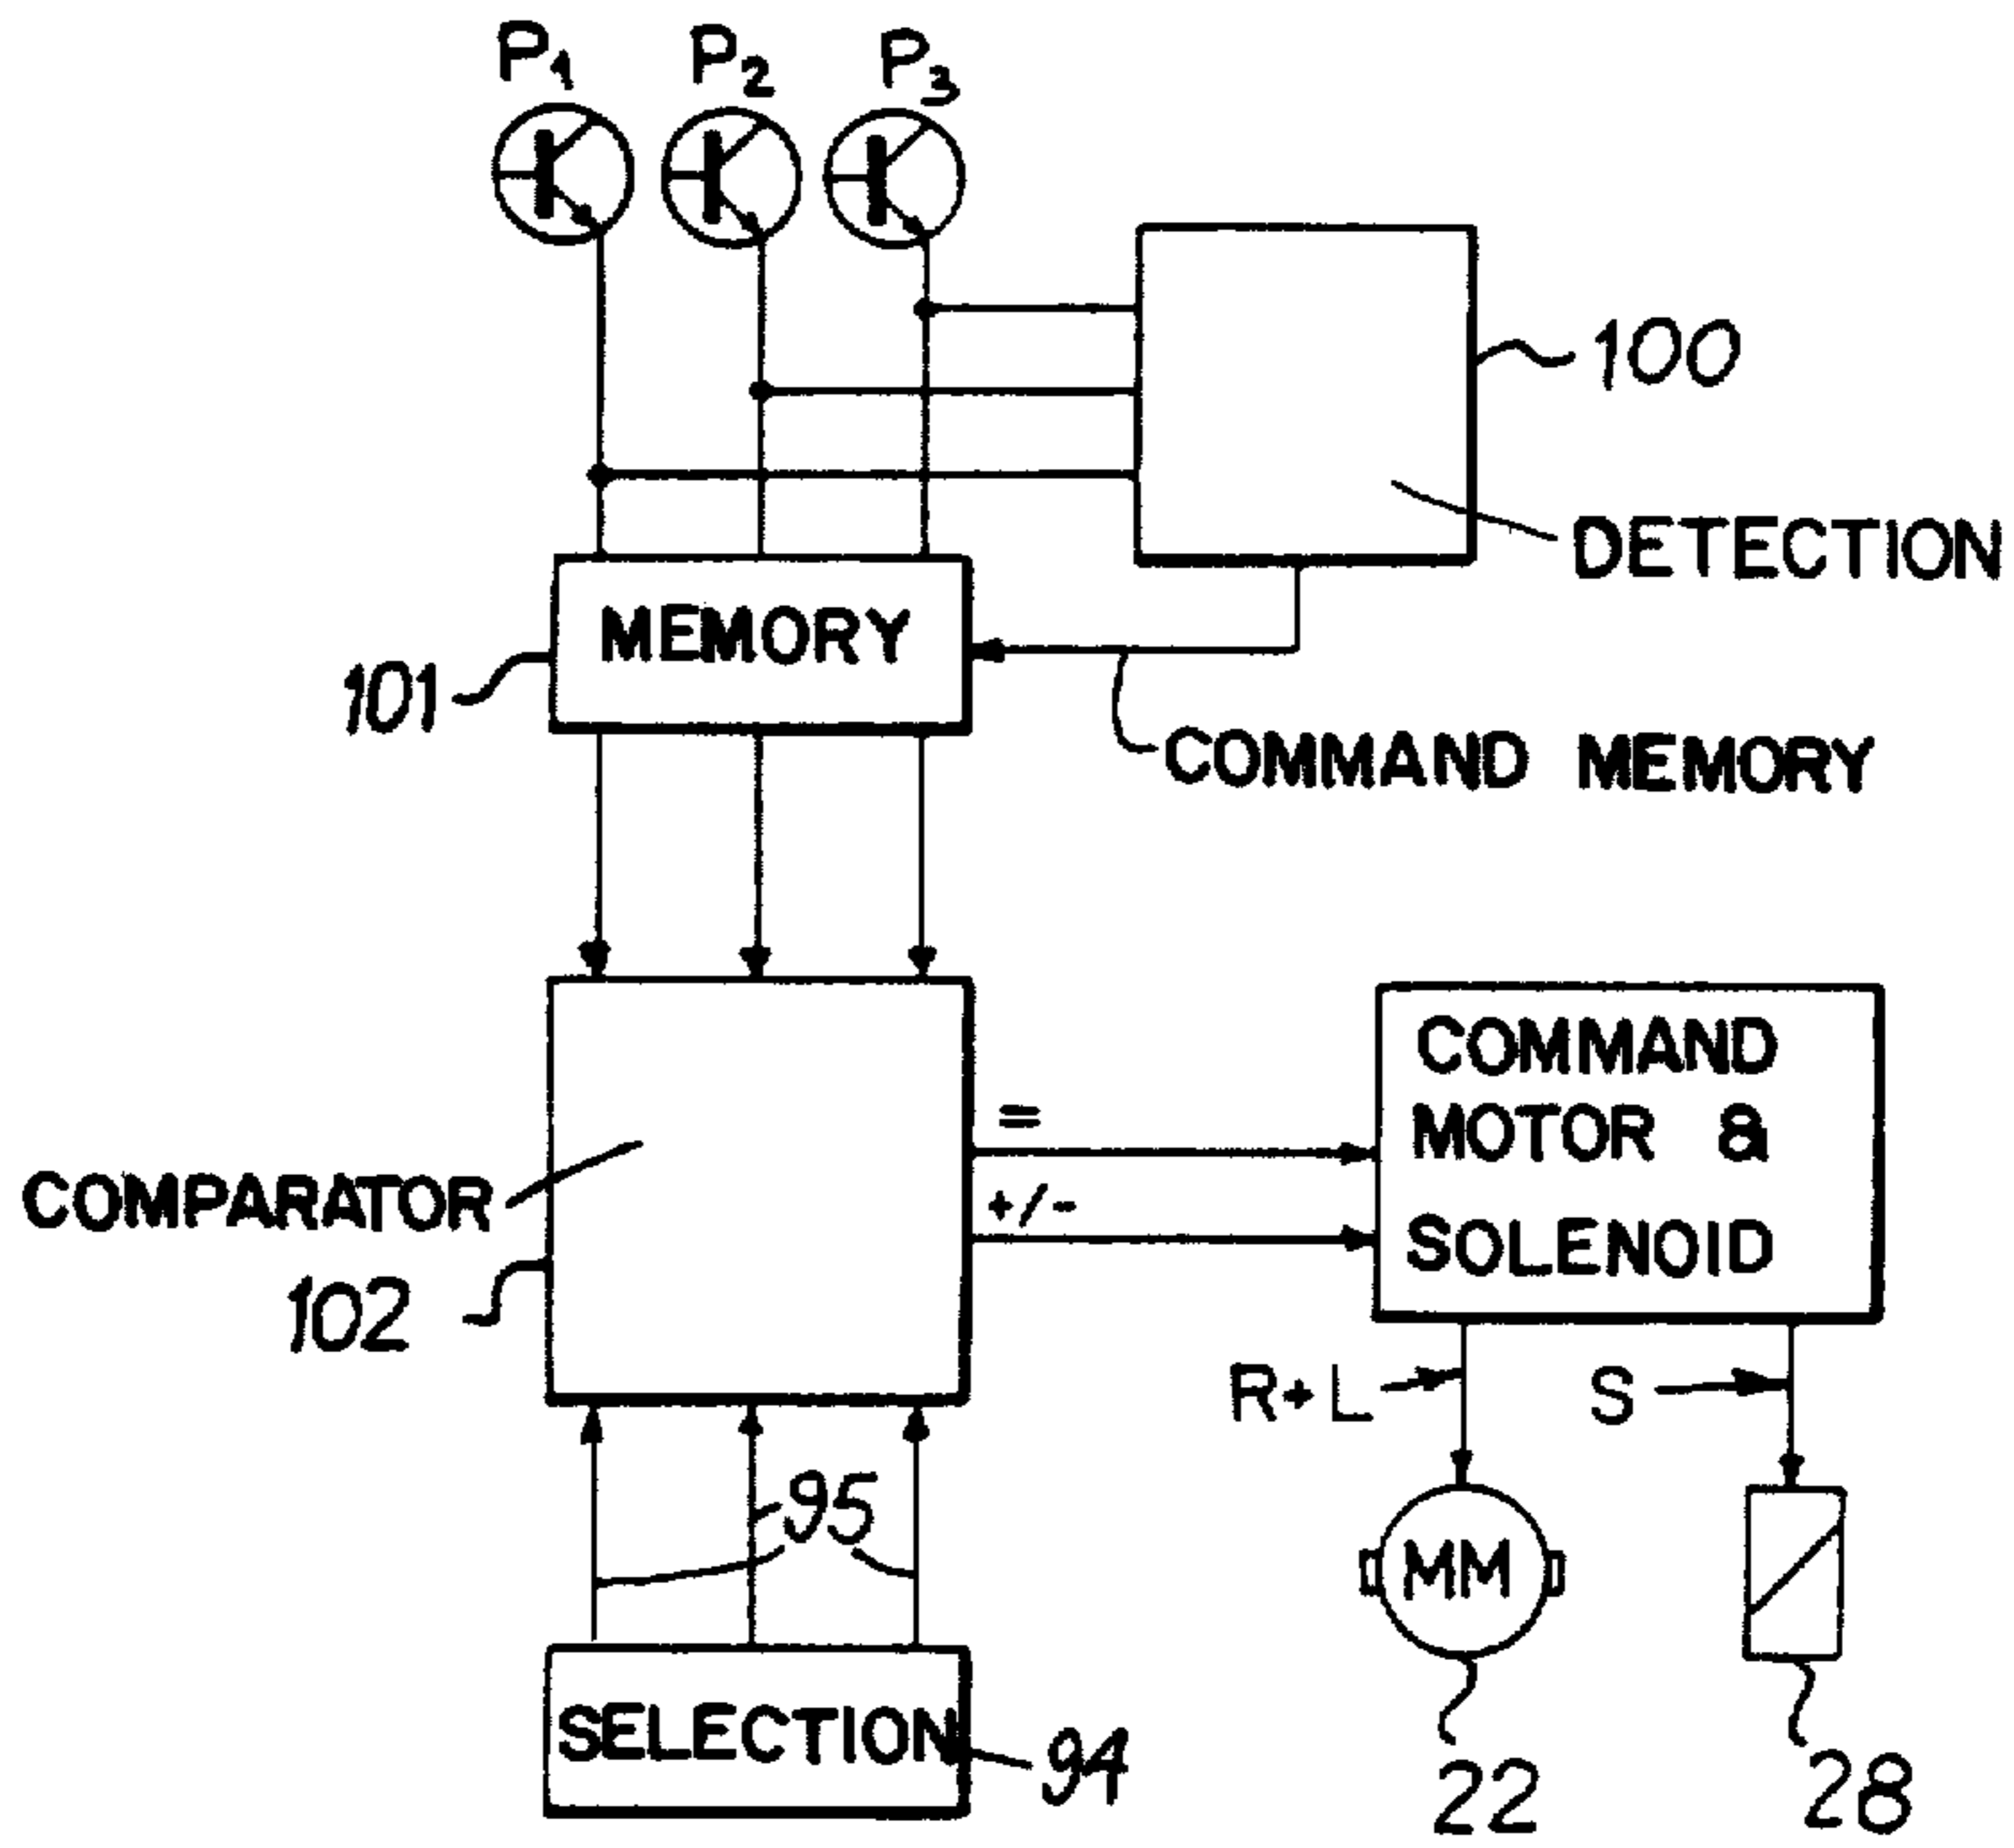 P1 P2 P3
100
DETECTION
MEMORY
101
COMMAND MEMORY
COMMAND
MOTOR &
SOLENOID
=
+/-
COMPARATOR
102
R+L
S
95
MM
SELECTION
94
22
28